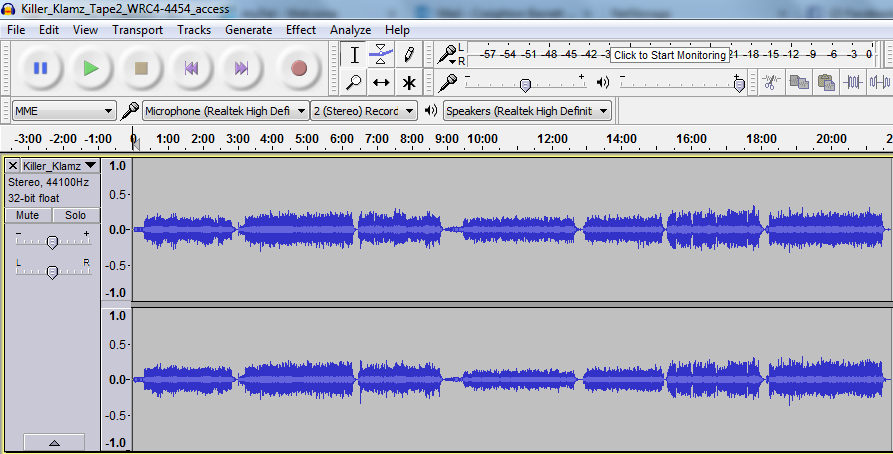 Killer_Klamz_Tape2_WRC4-4454_access
File Edit View Transport Tracks Generate Effect Analyze Help
L
R
-57 -54 -51 -48 -45 -42 Click to Start Monitoring 21 -18 -15 -12 -9 -6 -3 0
- +
- +
MME
Microphone (Realtek High Defi
2 (Stereo) Record
Speakers (Realtek High Definit
-3:00 -2:00 -1:00 0 1:00 2:00 3:00 4:00 5:00 6:00 7:00 8:00 9:00 10:00 12:00 14:00 16:00 18:00 20:00 2
Killer_Klamz
Stereo, 44100Hz
32-bit float
Mute Solo
- +
L R
1.0
0.5
0.0
-0.5
-1.0
1.0
0.5
0.0
-0.5
-1.0